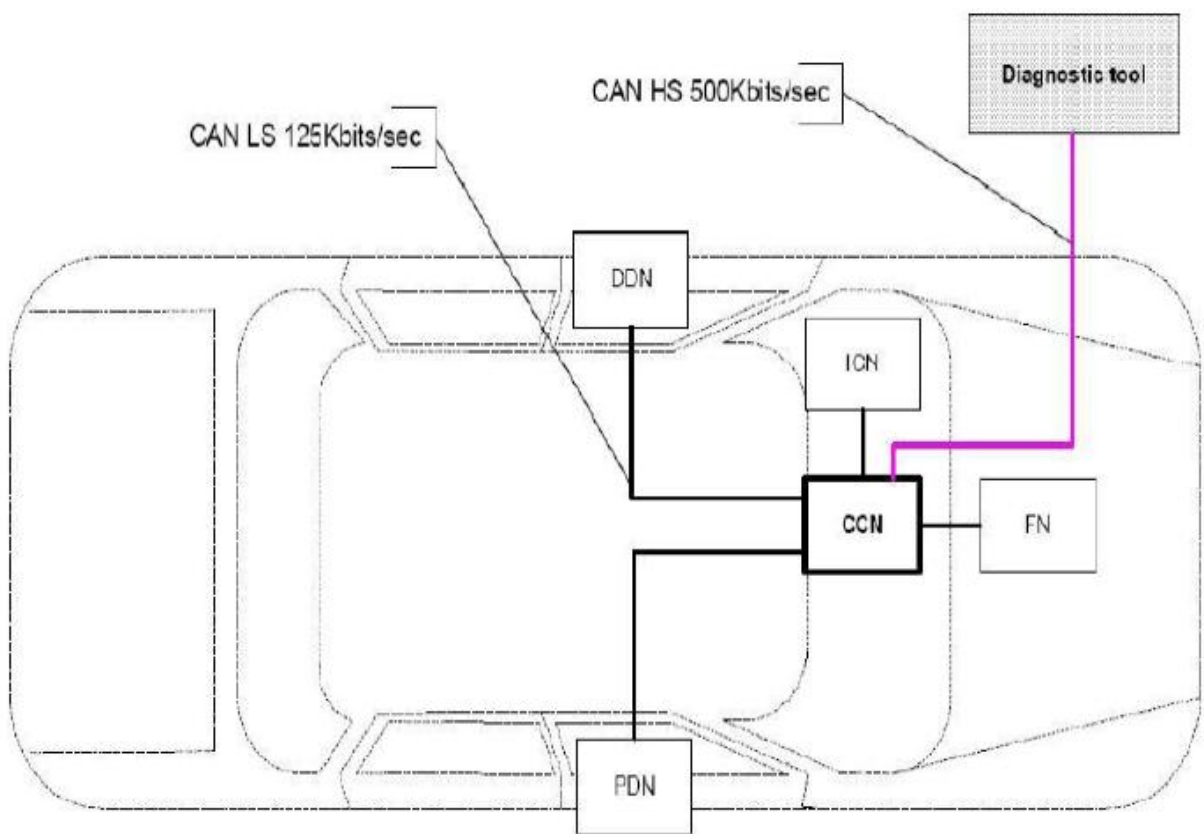 Diagnostic tool
CAN HS 500Kbits/sec
CAN LS 125Kbits/sec
DDN
ICN
CCN
FN
PDN